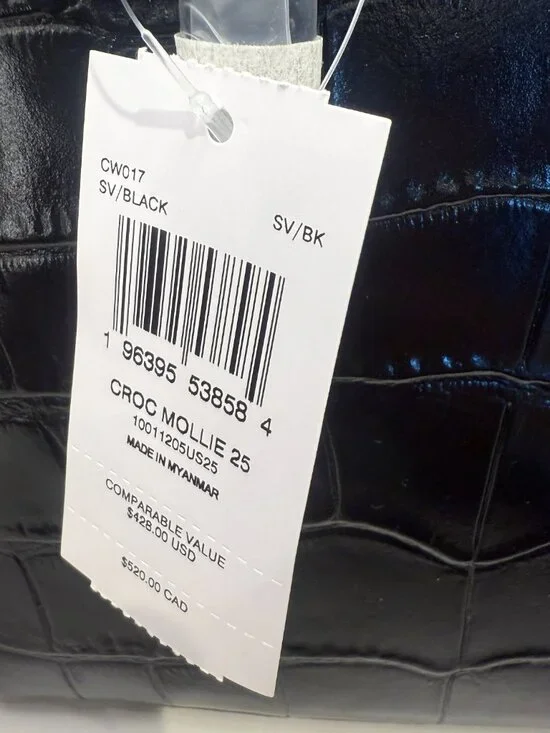 CW017
SV/BLACK
SV/BK
1 96395 53858 4
CROC MOLLIE 25
10011205US25
MADE IN MYANMAR
COMPARABLE VALUE
$428.00 USD
$520.00 CAD